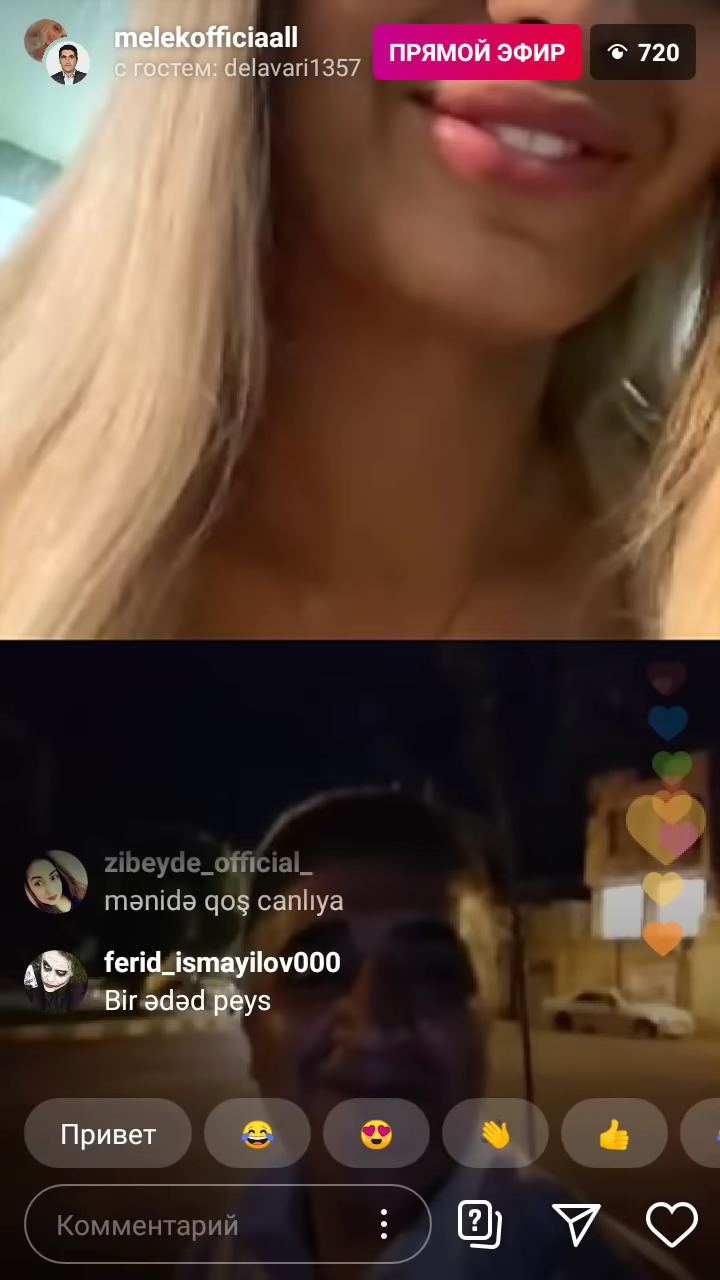 melekofficiaall
с гостем: delavari1357
ПРЯМОЙ ЭФИР
720
zibeyde_official_
mənidə qoş canlıya
ferid_ismayilov000
Bir ədəd peys
Привет
Комментарий